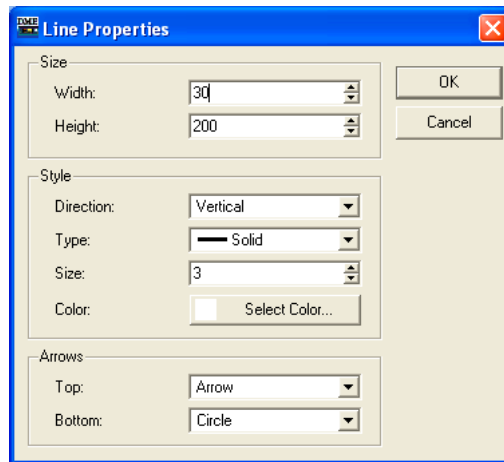 DME Line Properties
Size
Width: 30
Height: 200
OK
Cancel
Style
Direction: Vertical
Type: Solid
Size: 3
Color: Select Color...
Arrows
Top: Arrow
Bottom: Circle